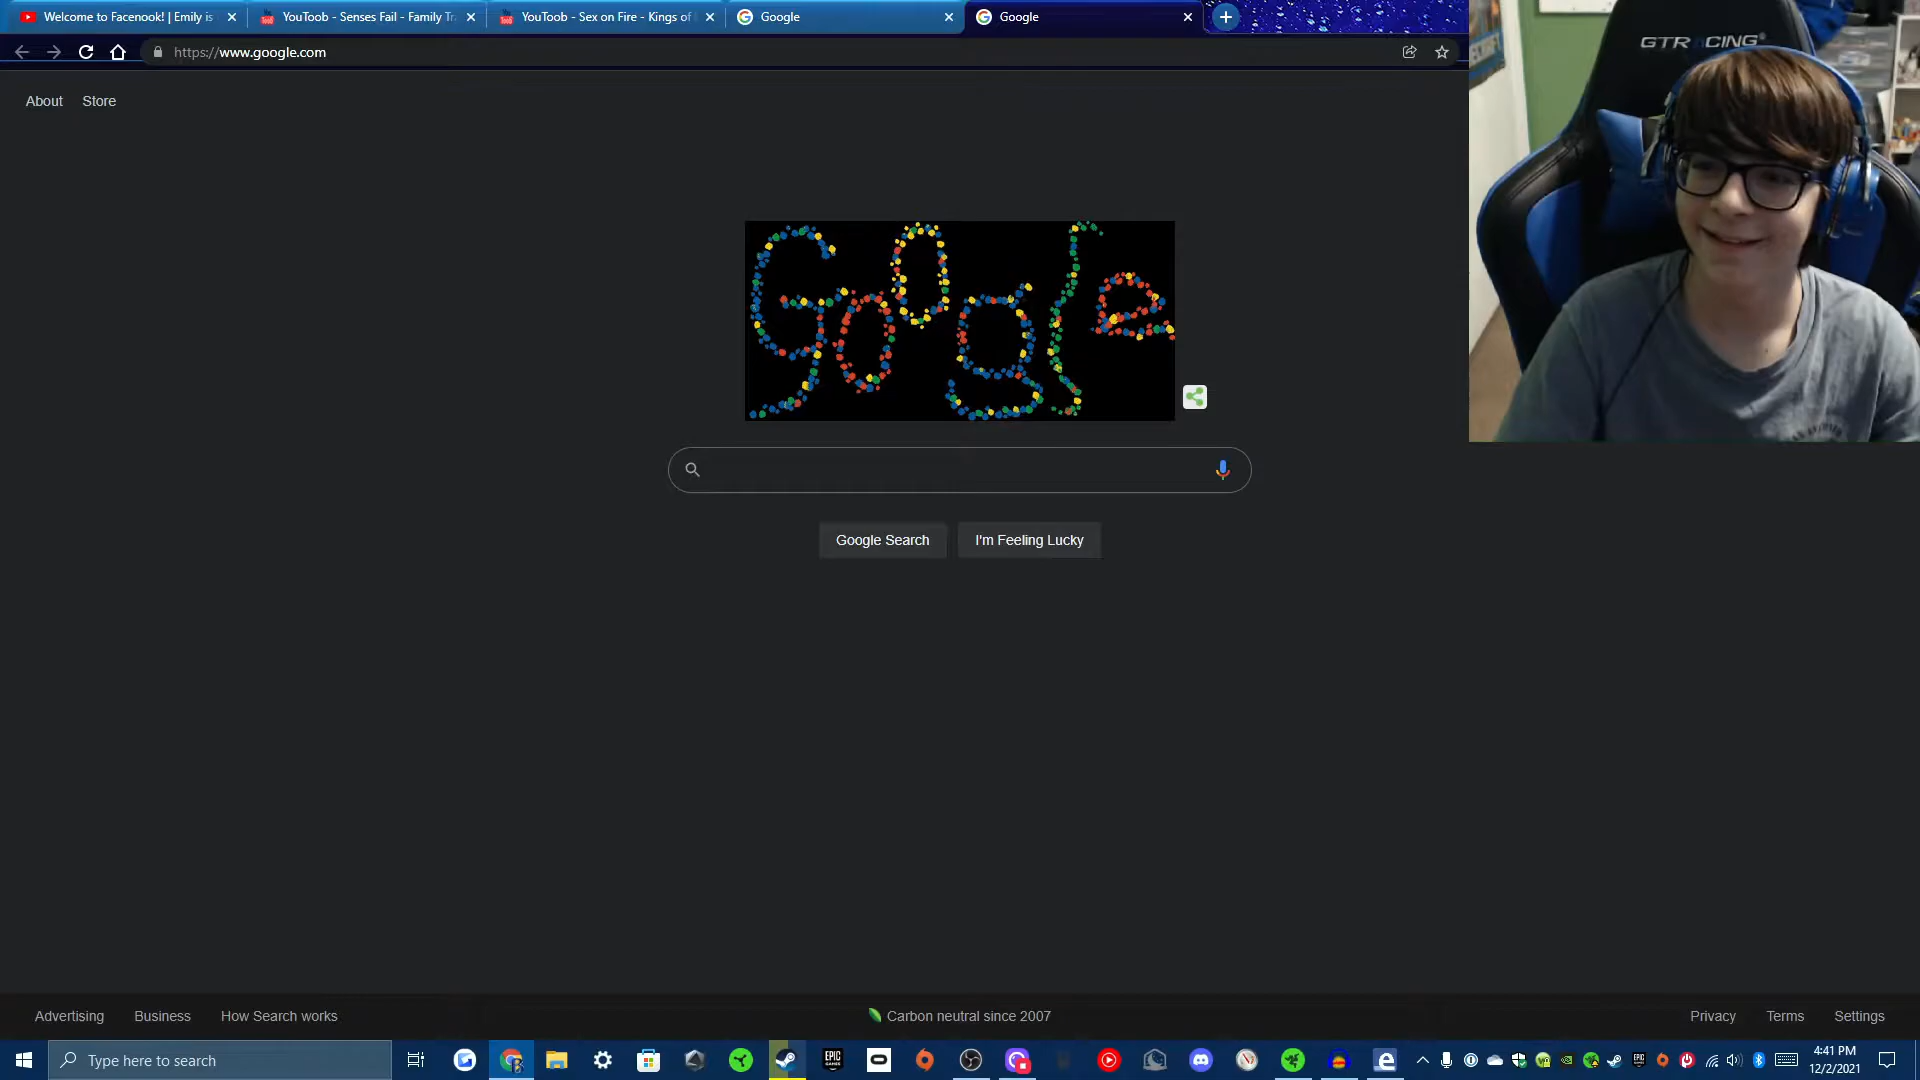 Welcome to Facenook! | Emily is
YouToob - Senses Fail - Family Tr
YouToob - Sex on Fire - Kings of
Google
Google
https://www.google.com
About
Store
Google
Google Search
I'm Feeling Lucky
GTRACING
Advertising
Business
How Search works
Carbon neutral since 2007
Privacy
Terms
Settings
Type here to search
EPIC GAMES
4:41 PM
12/2/2021